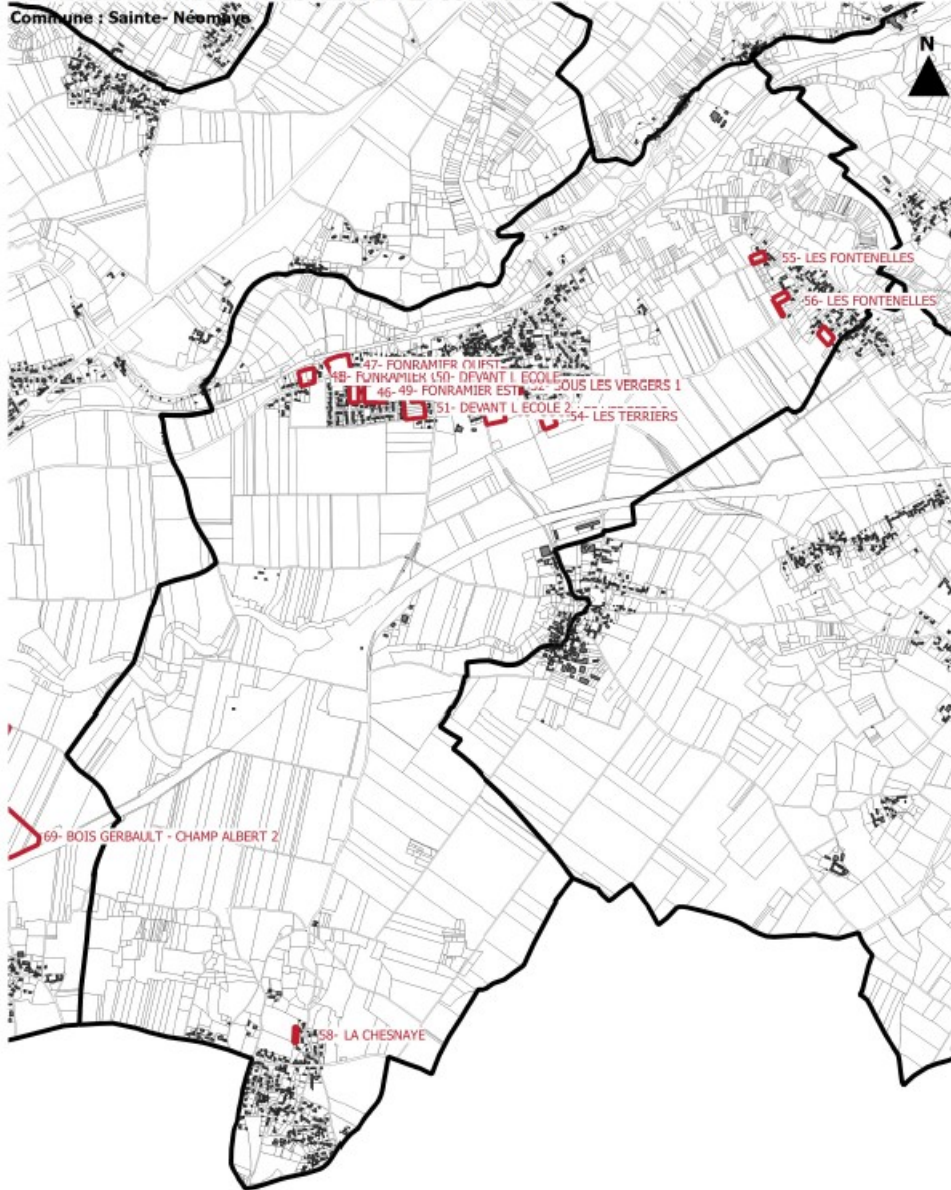 Commune : Sainte- Néomaye
N
55- LES FONTENELLES
56- LES FONTENELLES
47- FONRAMIER OUEST
48- FONRAMIER
50- DEVANT L ECOLE
SOUS LES VERGERS 1
46-
49- FONRAMIER EST
51- DEVANT L ECOLE 2
54- LES TERRIERS
69- BOIS GERBAULT - CHAMP ALBERT 2
58- LA CHESNAYE